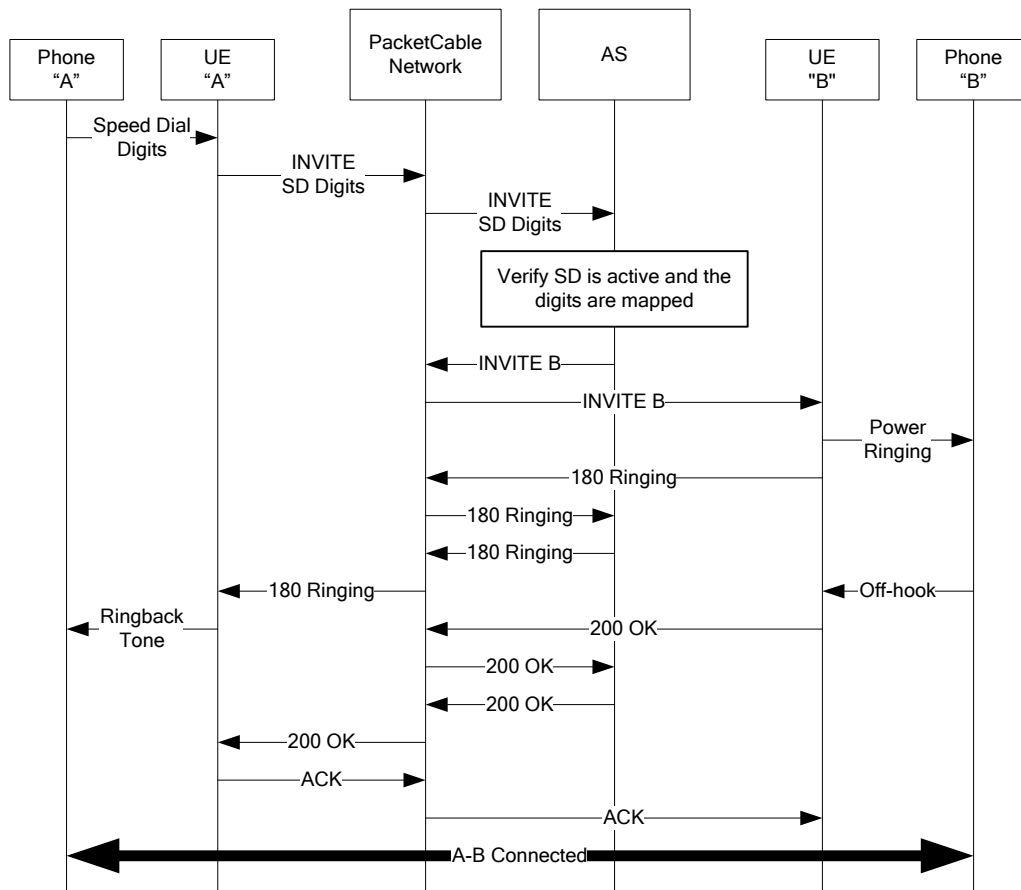 Phone
“A”
UE
“A”
PacketCable
Network
AS
UE
"B"
Phone
“B”
Speed Dial
Digits
INVITE
SD Digits
INVITE
SD Digits
Verify SD is active and the
digits are mapped
INVITE B
INVITE B
Power
Ringing
180 Ringing
180 Ringing
180 Ringing
180 Ringing
Off-hook
Ringback
Tone
200 OK
200 OK
200 OK
200 OK
ACK
ACK
A-B Connected